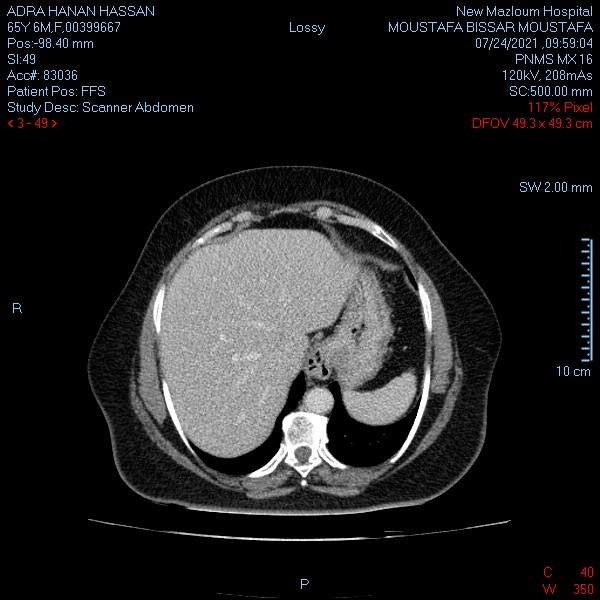 ADRA HANAN HASSAN
65Y 6M,F,00399667
Pos:-98.40 mm
SI:49
Acc#: 83036
Patient Pos: FFS
Study Desc: Scanner Abdomen
< 3 - 49 >
Lossy
New Mazloum Hospital
MOUSTAFA BISSAR MOUSTAFA
07/24/2021 ,09:59:04
PNMS MX 16
120kV, 208mAs
SC:500.00 mm
117% Pixel
DFOV 49.3 x 49.3 cm
SW 2.00 mm
R
10 cm
P
C 40
W 350